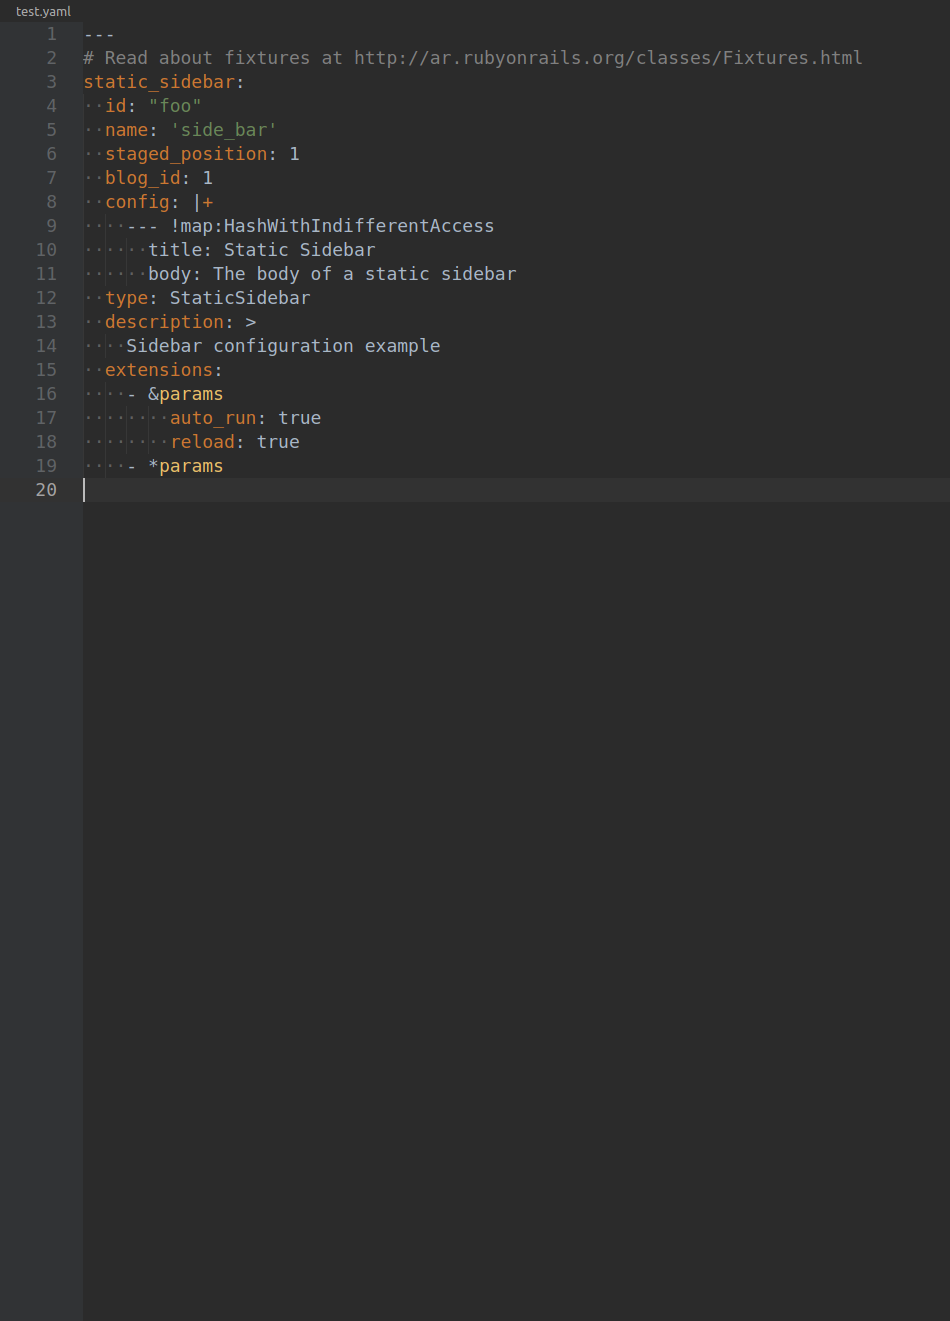 test.yaml
1 ---
2 # Read about fixtures at http://ar.rubyonrails.org/classes/Fixtures.html
3 static_sidebar:
4 ··id: "foo"
5 ··name: 'side_bar'
6 ··staged_position: 1
7 ··blog_id: 1
8 ··config: |+
9 ····--- !map:HashWithIndifferentAccess
10 ······title: Static Sidebar
11 ······body: The body of a static sidebar
12 ··type: StaticSidebar
13 ··description: >
14 ····Sidebar configuration example
15 ··extensions:
16 ····- &params
17 ········auto_run: true
18 ········reload: true
19 ····- *params
20